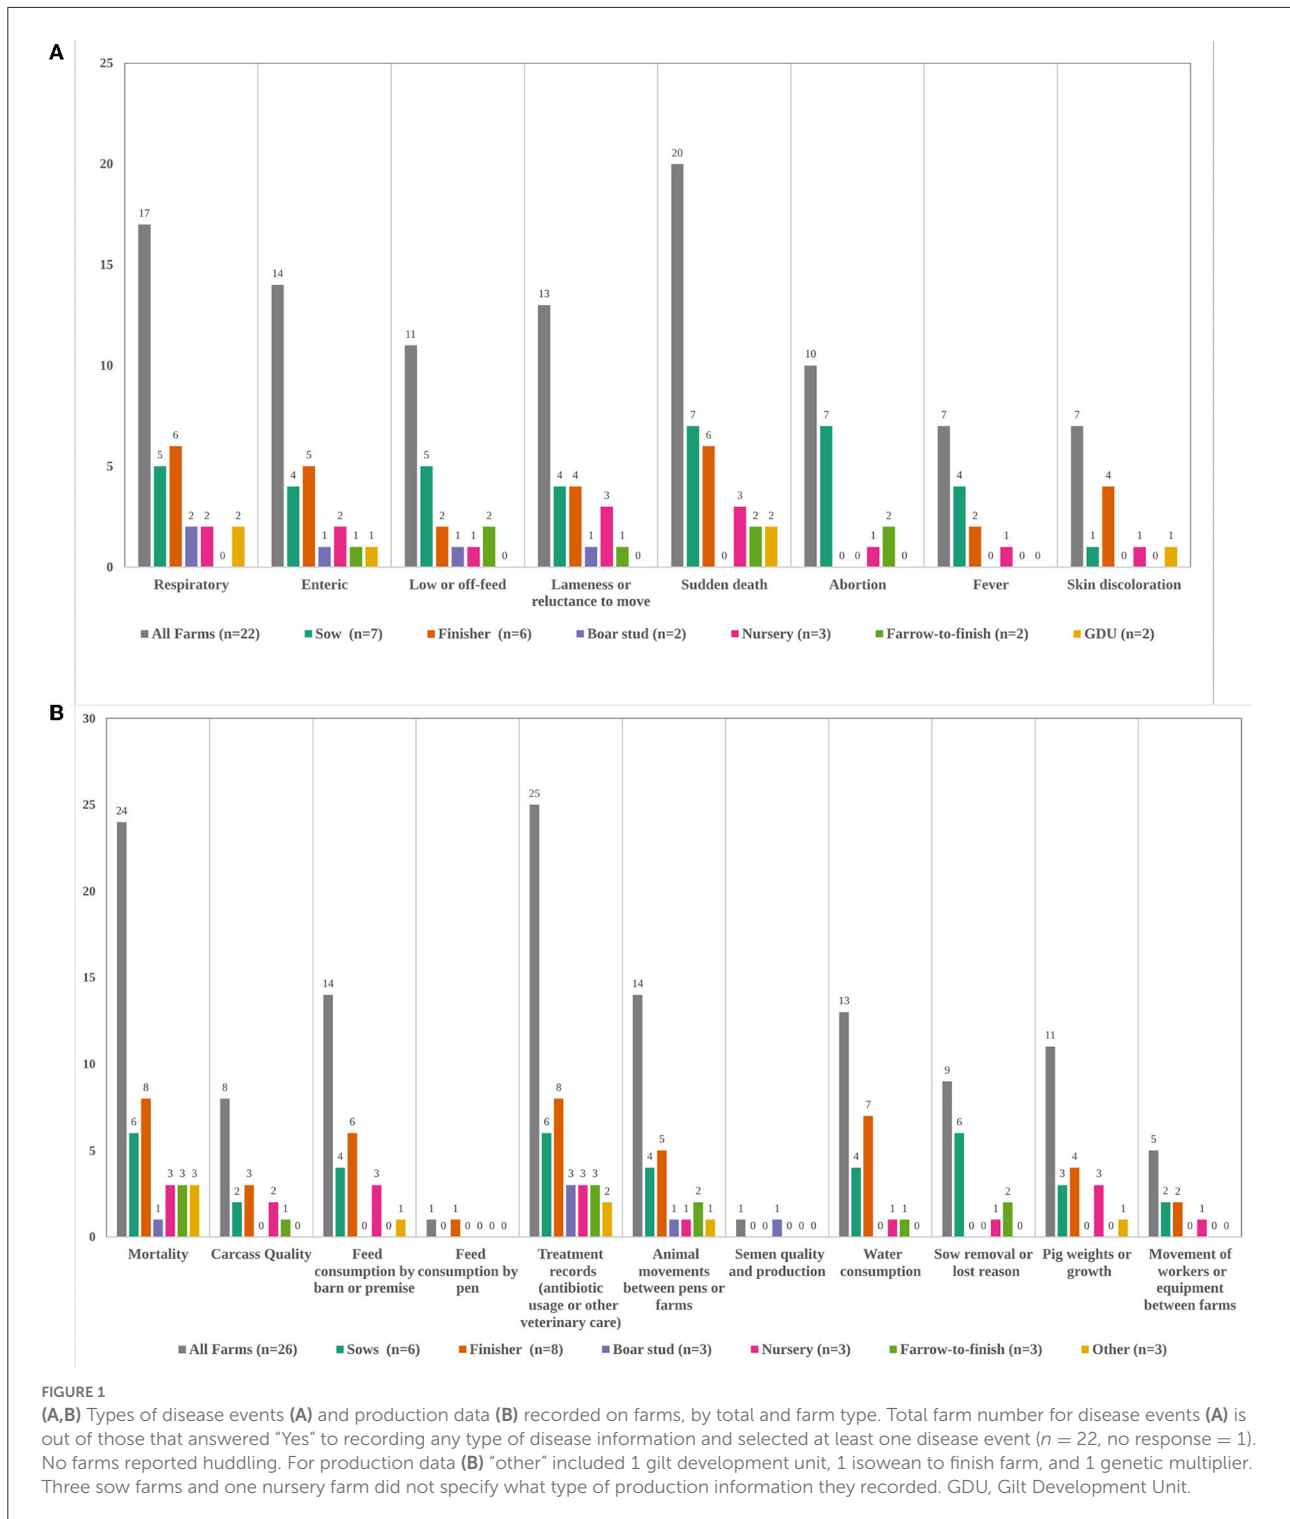 A
25
20
15
10
5
0
17 5 6 2 2 0 2
14 4 5 1 2 1 1
11 5 2 1 1 2 0
13 4 4 1 3 1 0
20 7 6 0 3 2 2
10 7 0 0 1 2 0
7 4 2 0 1 0 0
7 1 4 0 1 0 1
Respiratory
Enteric
Low or off-feed
Lameness or
reluctance to move
Sudden death
Abortion
Fever
Skin discoloration
All Farms (n=22) Sow (n=7) Finisher (n=6) Boar stud (n=2) Nursery (n=3) Farrow-to-finish (n=2) GDU (n=2)
B
30
25
20
15
10
5
0
24 6 8 1 3 3 3
8 2 3 0 2 1 0
14 4 6 0 3 0 1
1 0 1 0 0 0 0
25 6 8 3 3 3 2
14 4 5 1 1 2 1
1 0 0 1 0 0 0
13 4 7 0 1 1 0
9 6 0 0 1 2 0
11 3 4 0 3 0 1
5 2 2 0 1 0 0
Mortality
Carcass Quality
Feed
consumption by
barn or premise
Feed
consumption by
pen
Treatment
records
(antibiotic
usage or other
veterinary care)
Animal
movements
between pens or
farms
Semen quality
and production
Water
consumption
Sow removal or
lost reason
Pig weights or
growth
Movement of
workers or
equipment
between farms
All Farms (n=26) Sows (n=6) Finisher (n=8) Boar stud (n=3) Nursery (n=3) Farrow-to-finish (n=3) Other (n=3)
FIGURE 1
(A,B) Types of disease events (A) and production data (B) recorded on farms, by total and farm type. Total farm number for disease events (A) is
out of those that answered "Yes" to recording any type of disease information and selected at least one disease event (n = 22, no response = 1).
No farms reported huddling. For production data (B) "other" included 1 gilt development unit, 1 isowean to finish farm, and 1 genetic multiplier.
Three sow farms and one nursery farm did not specify what type of production information they recorded. GDU, Gilt Development Unit.